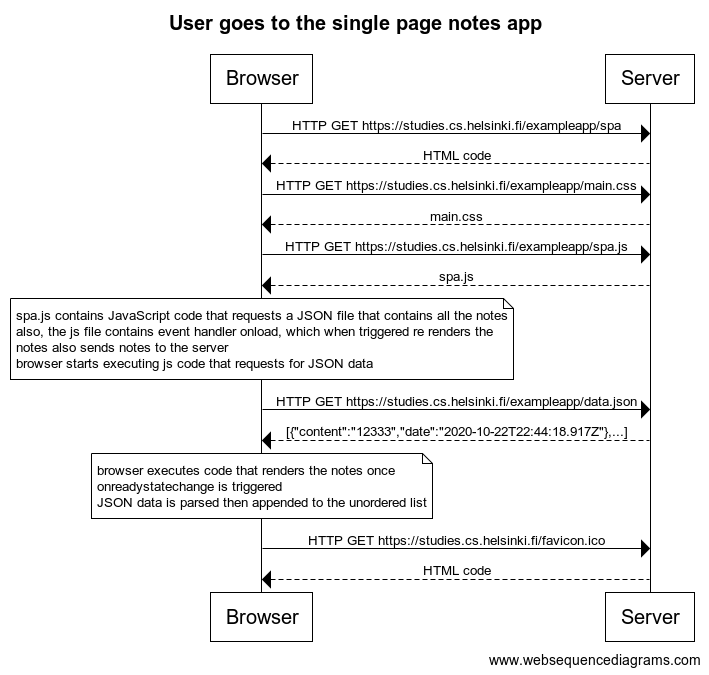 User goes to the single page notes app
Browser
Server
HTTP GET https://studies.cs.helsinki.fi/exampleapp/spa
HTML code
HTTP GET https://studies.cs.helsinki.fi/exampleapp/main.css
main.css
HTTP GET https://studies.cs.helsinki.fi/exampleapp/spa.js
spa.js
spa.js contains JavaScript code that requests a JSON file that contains all the notes
also, the js file contains event handler onload, which when triggered re renders the
notes also sends notes to the server
browser starts executing js code that requests for JSON data
HTTP GET https://studies.cs.helsinki.fi/exampleapp/data.json
[{"content":"12333","date":"2020-10-22T22:44:18.917Z"},...]
browser executes code that renders the notes once
onreadystatechange is triggered
JSON data is parsed then appended to the unordered list
HTTP GET https://studies.cs.helsinki.fi/favicon.ico
HTML code
Browser
Server
www.websequencediagrams.com